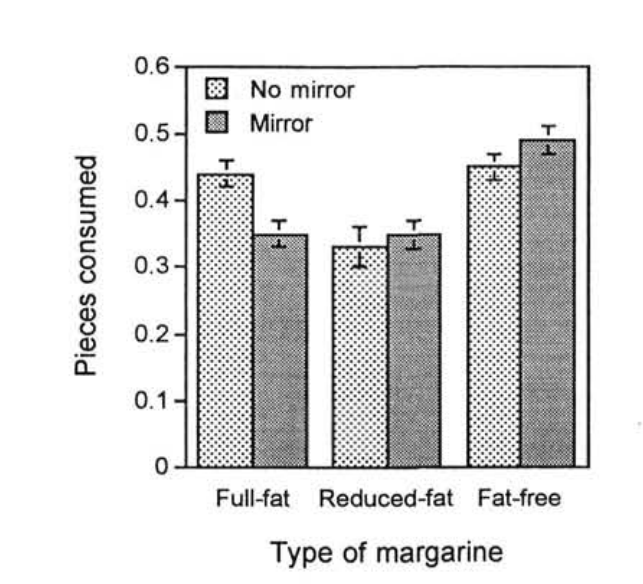 0.6
No mirror
Mirror
0.5
0.4
0.3
0.2
0.1
0
Pieces consumed
Full-fat Reduced-fat Fat-free
Type of margarine